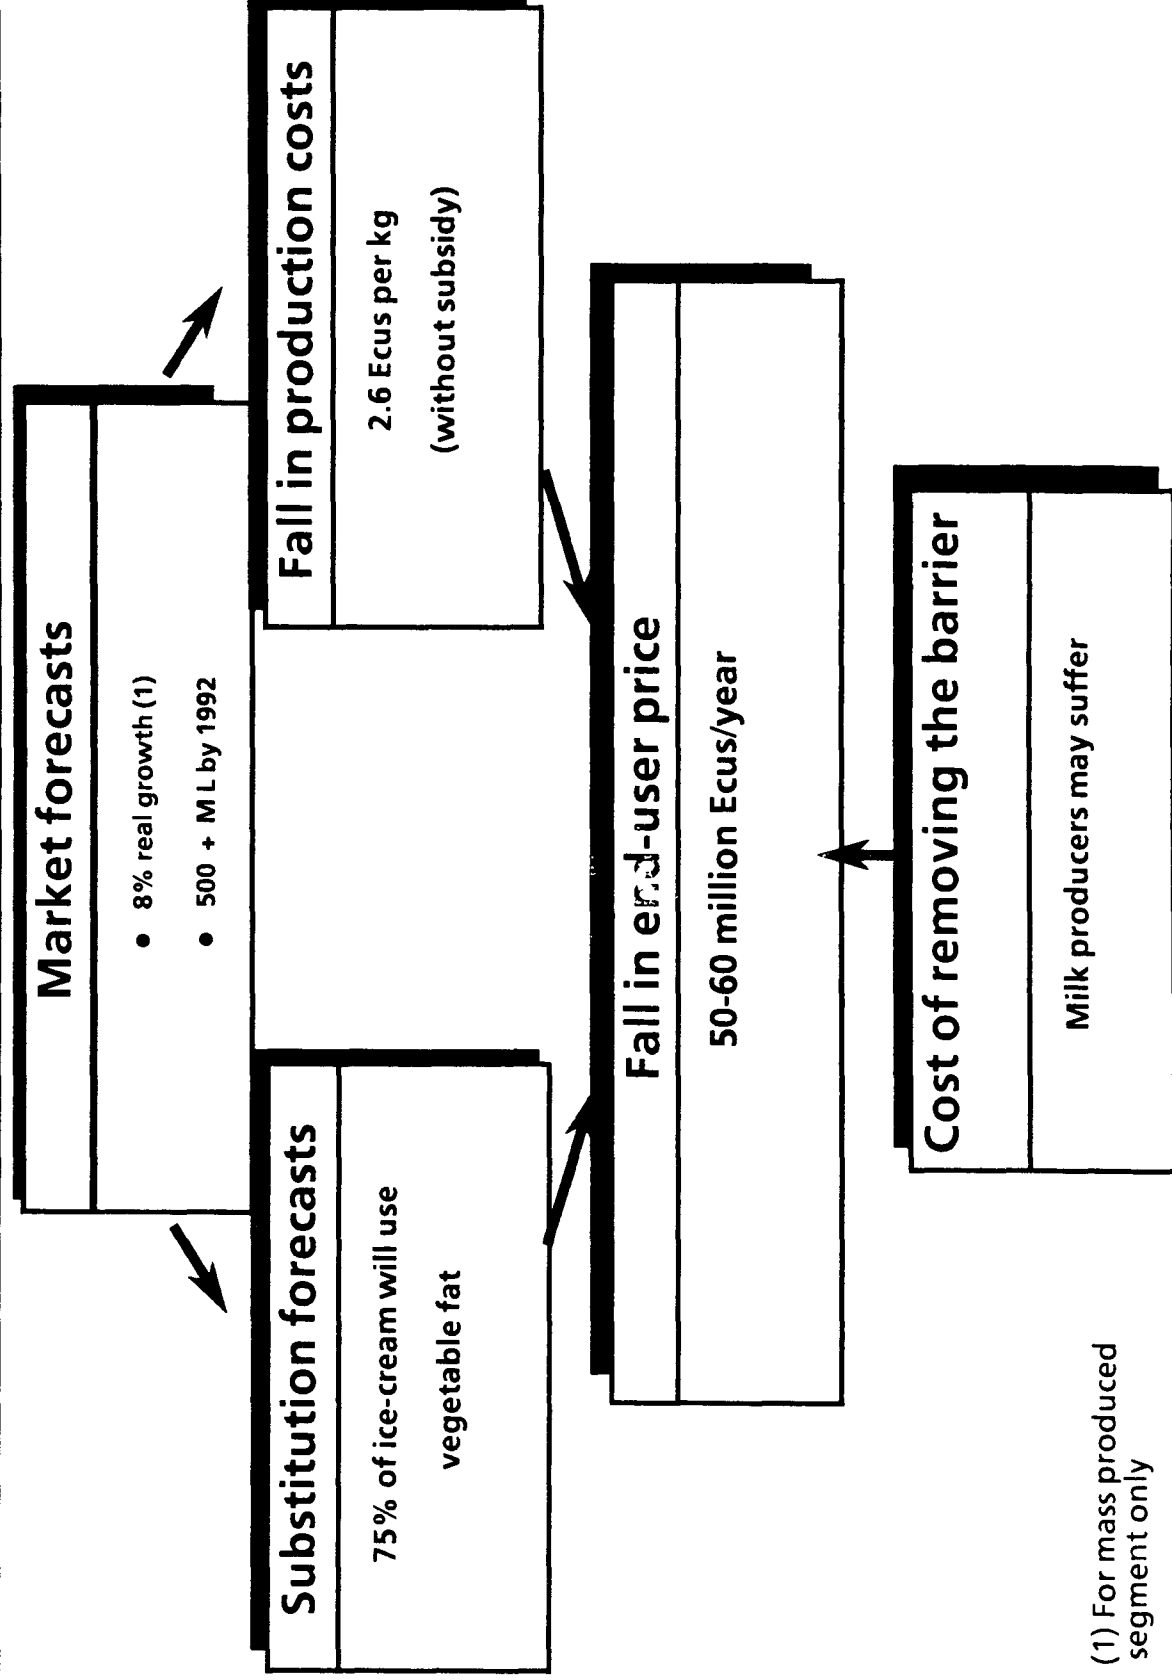 Market forecasts
• 8% real growth (1)
• 500 + M L by 1992
Substitution forecasts
75% of ice-cream will use
vegetable fat
Fall in production costs
2.6 Ecus per kg
(without subsidy)
Fall in end-user price
50-60 million Ecus/year
Cost of removing the barrier
Milk producers may suffer
(1) For mass produced
segment only